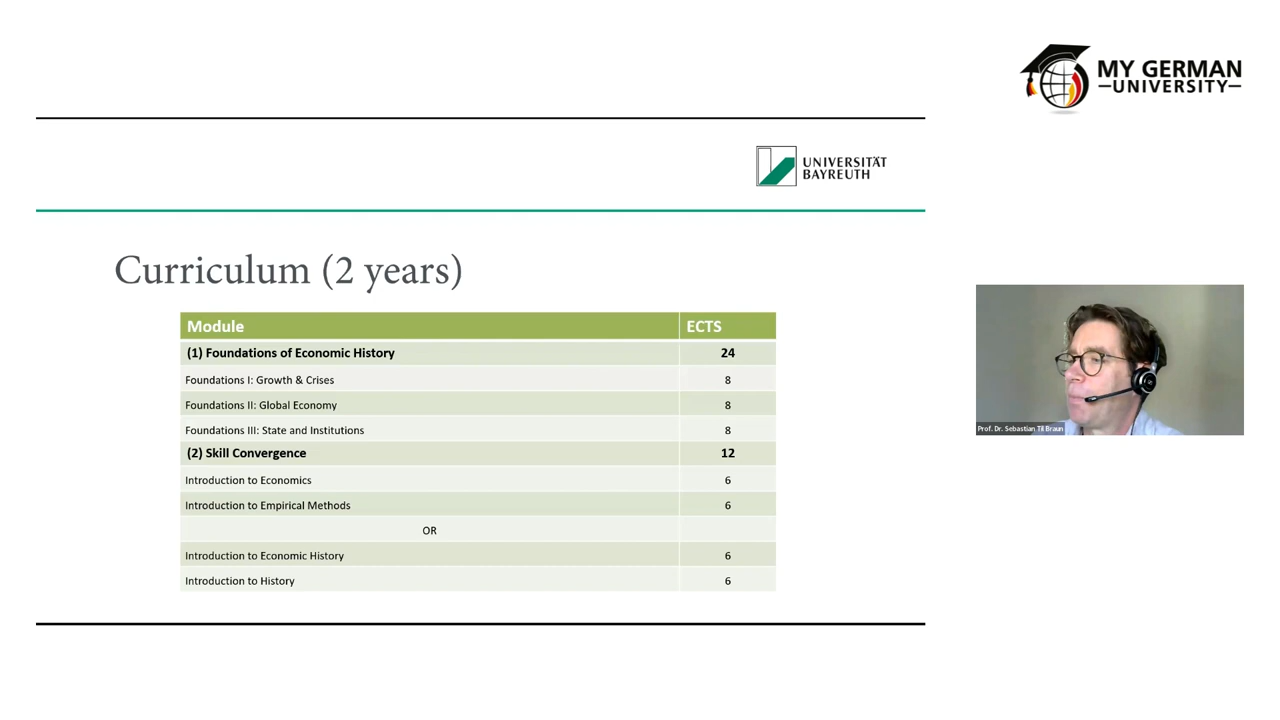 MY GERMAN
—UNIVERSITY—
UNIVERSITÄT
BAYREUTH
Curriculum (2 years)
Module ECTS
(1) Foundations of Economic History 24
Foundations I: Growth & Crises 8
Foundations II: Global Economy 8
Foundations III: State and Institutions 8
(2) Skill Convergence 12
Introduction to Economics 6
Introduction to Empirical Methods 6
OR
Introduction to Economic History 6
Introduction to History 6
Prof. Dr. Sebastian Til Braun